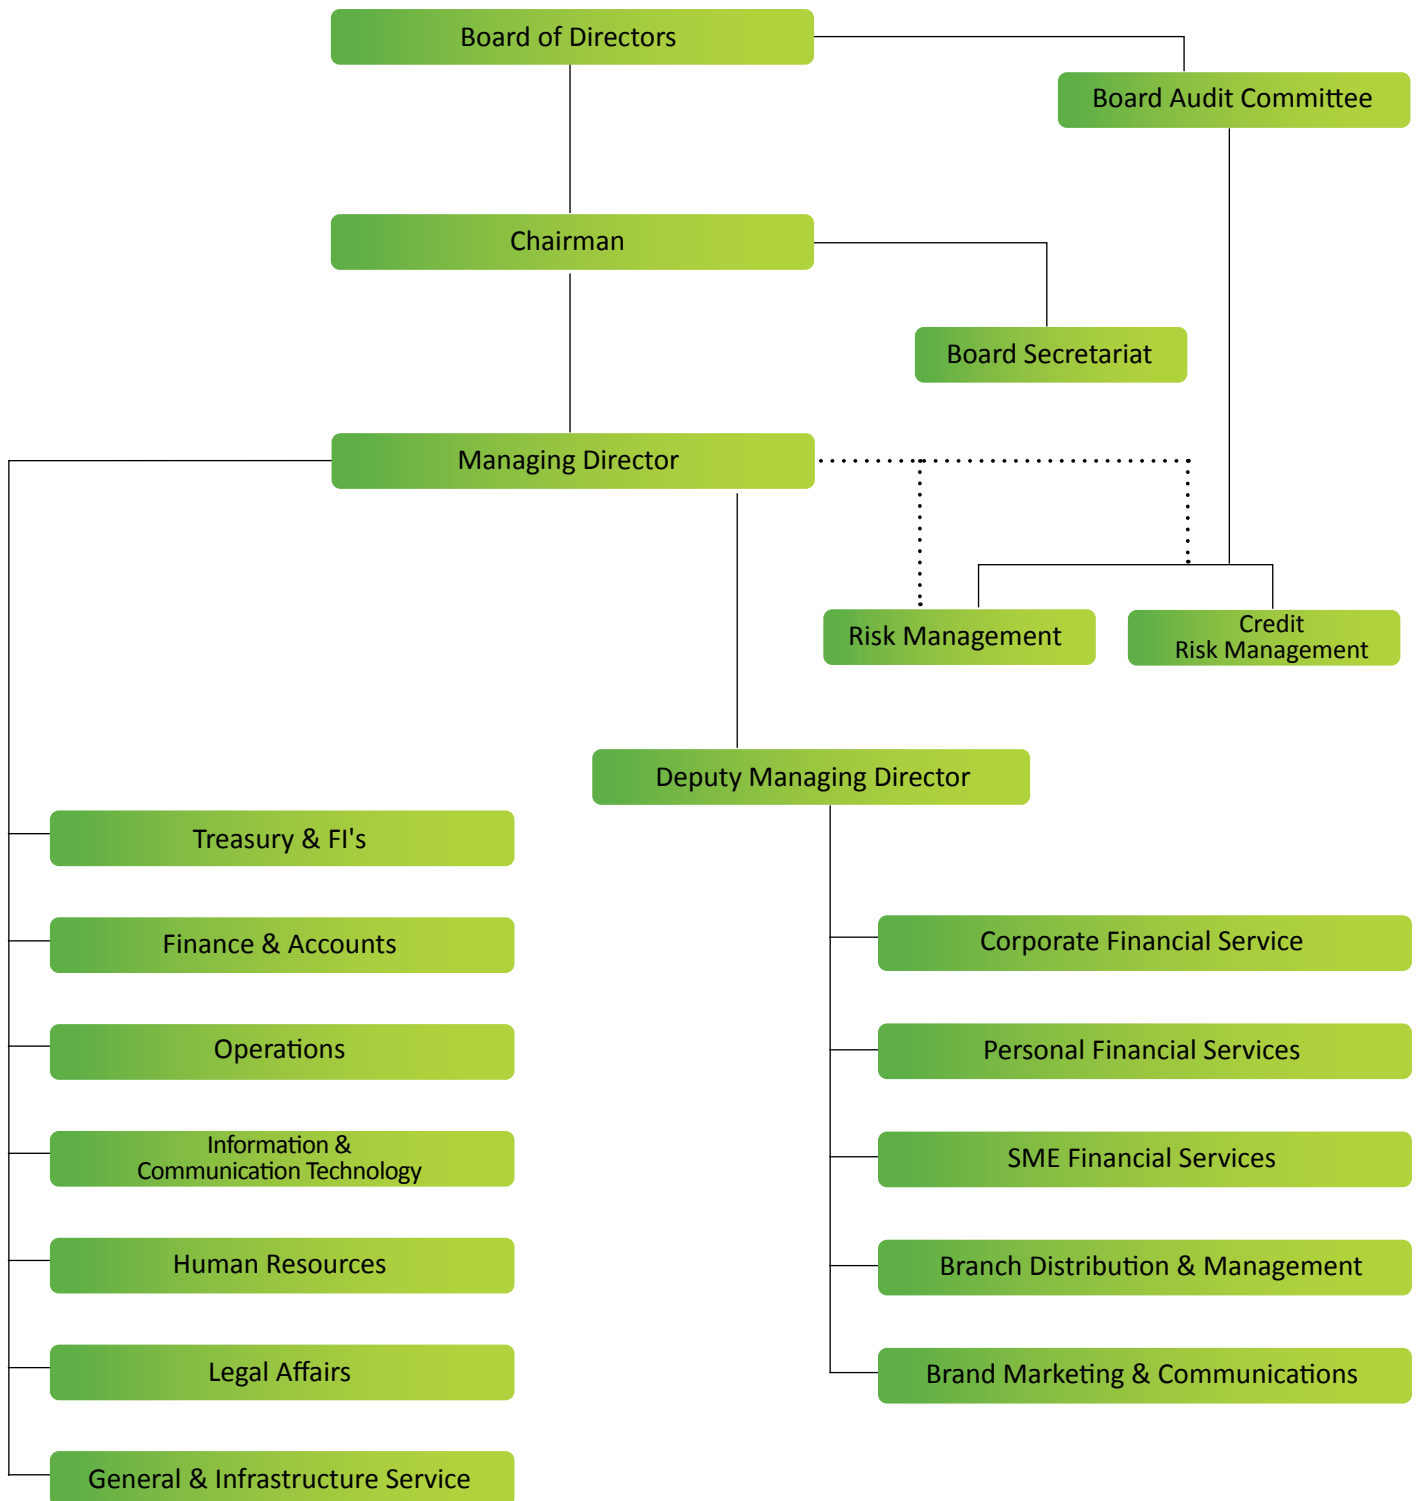 Board of Directors
Board Audit Committee
Chairman
Board Secretariat
Managing Director
Risk Management
Credit
Risk Management
Deputy Managing Director
Treasury & FI's
Finance & Accounts
Operations
Information &
Communication Technology
Human Resources
Legal Affairs
General & Infrastructure Service
Corporate Financial Service
Personal Financial Services
SME Financial Services
Branch Distribution & Management
Brand Marketing & Communications